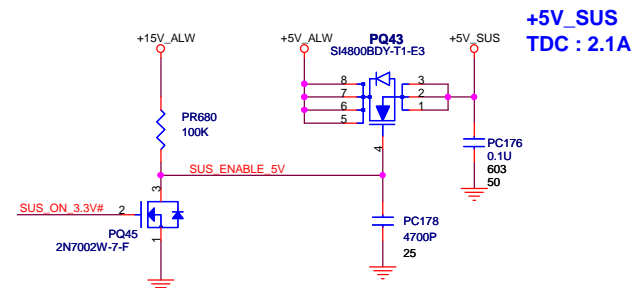 +5V_SUS
TDC : 2.1A
+15V_ALW
+5V_ALW
PQ43
SI4800BDY-T1-E3
+5V_SUS
8
7
6
5
3
2
1
4
PR680
100K
PC176
0.1U
603
50
SUS_ENABLE_5V
SUS_ON_3.3V#
2
3
1
PQ45
2N7002W-7-F
PC178
4700P
25